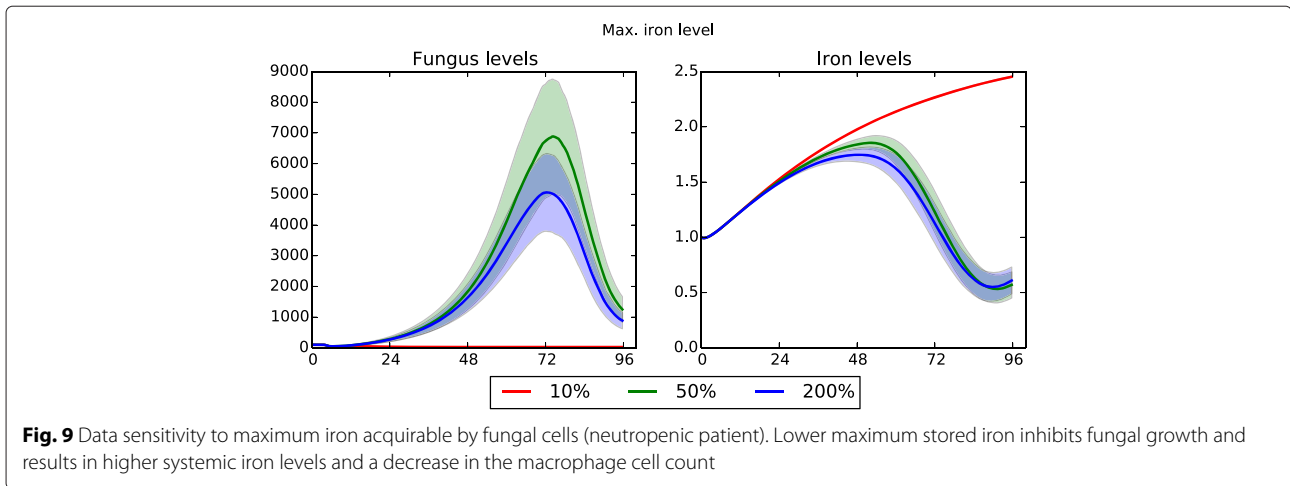 Max. iron level
Fungus levels
Iron levels
9000
8000
7000
6000
5000
4000
3000
2000
1000
0
0 24 48 72 96
2.5
2.0
1.5
1.0
0.5
0.0
0 24 48 72 96
10% 50% 200%
Fig. 9 Data sensitivity to maximum iron acquirable by fungal cells (neutropenic patient). Lower maximum stored iron inhibits fungal growth and
results in higher systemic iron levels and a decrease in the macrophage cell count